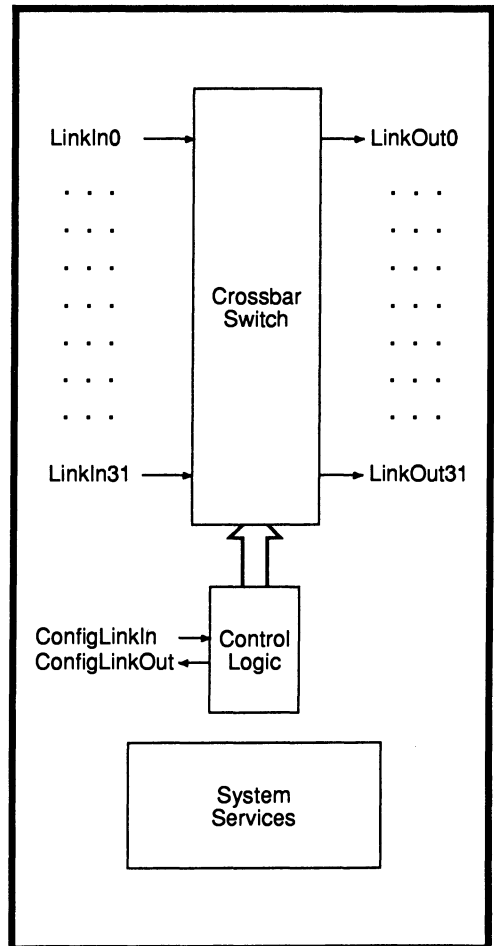 LinkIn0
LinkOut0
Crossbar
Switch
LinkIn31
LinkOut31
ConfigLinkIn
ConfigLinkOut
Control
Logic
System
Services